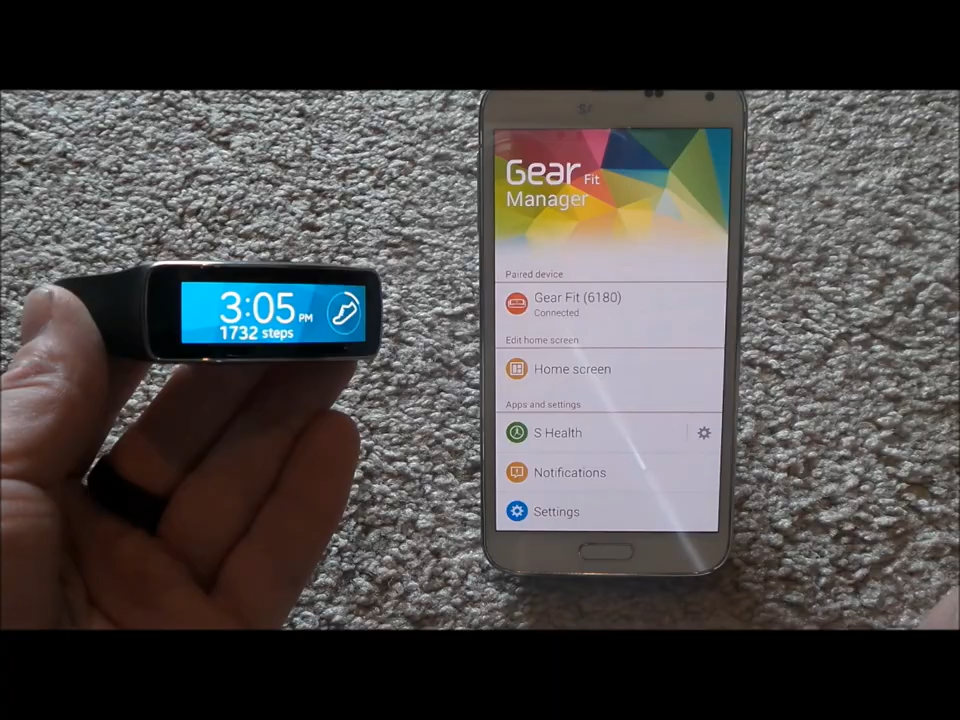 3:05 PM
1732 steps
Gear Fit
Manager
Paired device
Gear Fit (6180)
Connected
Edit home screen
Home screen
Apps and settings
S Health
Notifications
Settings